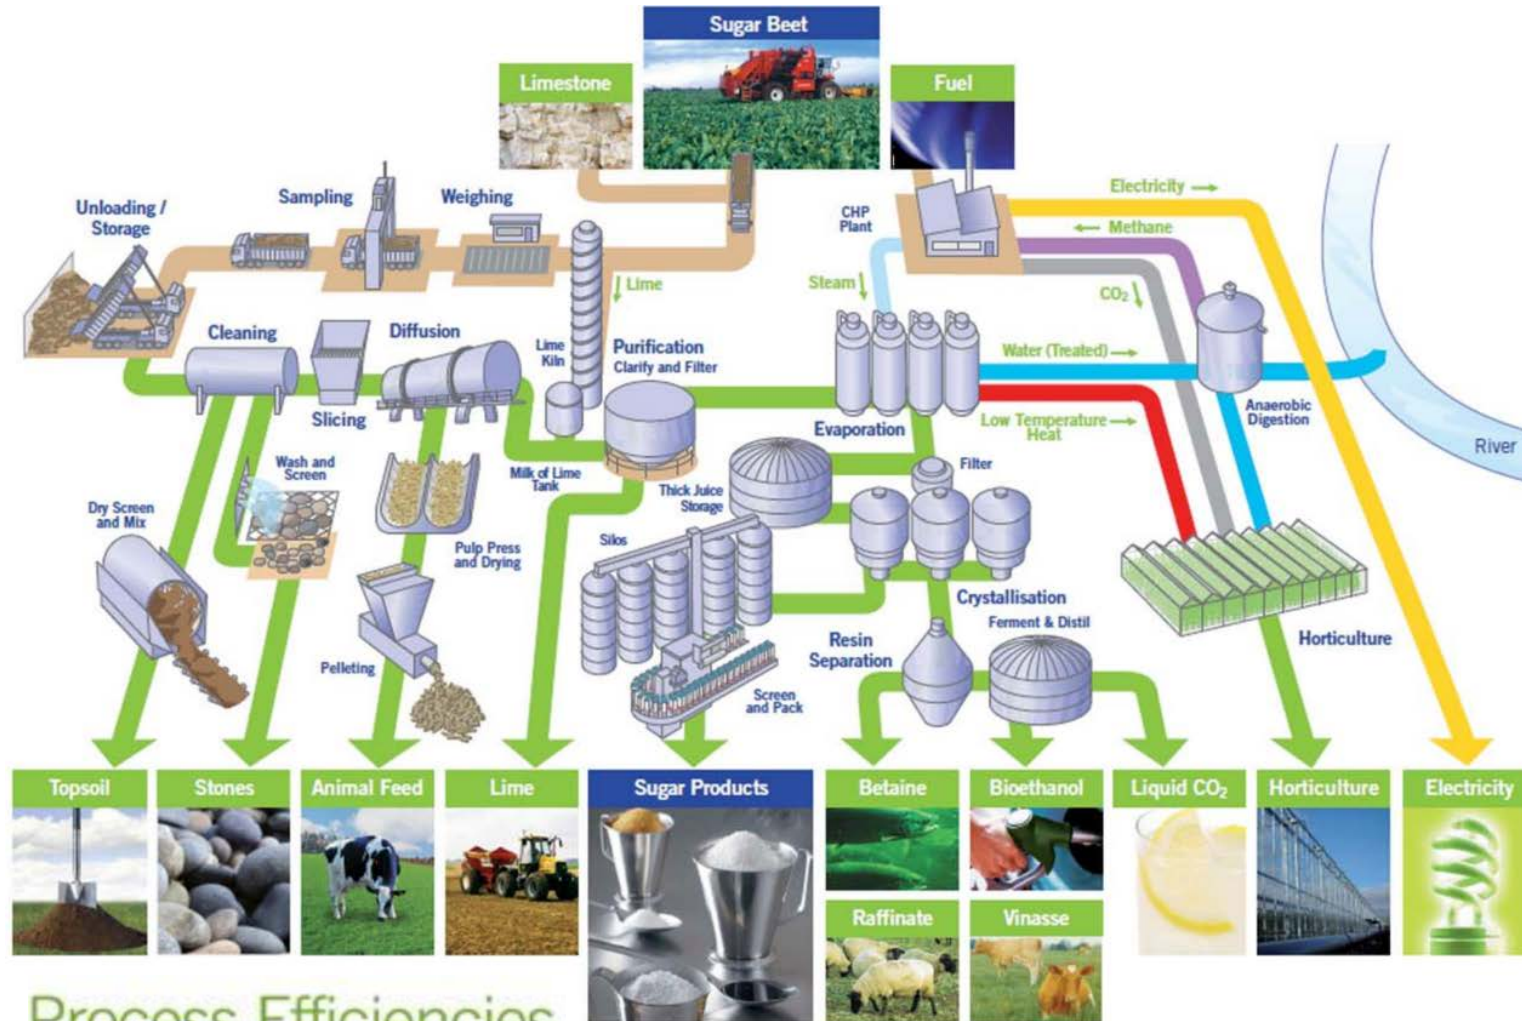 Sugar Beet
Limestone
Fuel
Electricity
Methane
CHP
Plant
CO₂
Steam
Unloading /
Storage
Sampling
Weighing
Lime
Cleaning
Slicing
Diffusion
Lime
Kiln
Purification
Clarify and Filter
Water (Treated)
Evaporation
Low Temperature
Heat
Anaerobic
Digestion
River
Wash and
Screen
Dry Screen
and Mix
Milk of Lime
Tank
Thick Juice
Storage
Filter
Pulp Press
and Drying
Silos
Crystallisation
Pelleting
Resin
Separation
Ferment & Distil
Horticulture
Screen
and Pack
Topsoil
Stones
Animal Feed
Lime
Sugar Products
Betaine
Bioethanol
Liquid CO₂
Horticulture
Electricity
Raffinate
Vinasse
Process Efficiencies